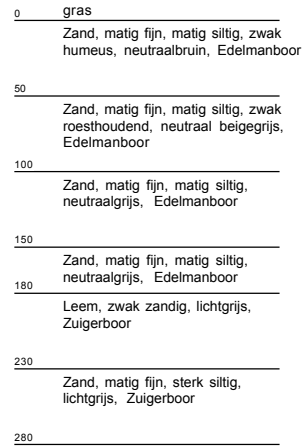 0 gras
Zand, matig fijn, matig siltig, zwak
humeus, neutraalbruin, Edelmanboor
50
Zand, matig fijn, matig siltig, zwak
roesthoudend, neutraal beigegrijs,
Edelmanboor
100
Zand, matig fijn, matig siltig,
neutraalgrijs, Edelmanboor
150
Zand, matig fijn, matig siltig,
neutraalgrijs, Edelmanboor
180
Leem, zwak zandig, lichtgrijs,
Zuigerboor
230
Zand, matig fijn, sterk siltig,
lichtgrijs, Zuigerboor
280